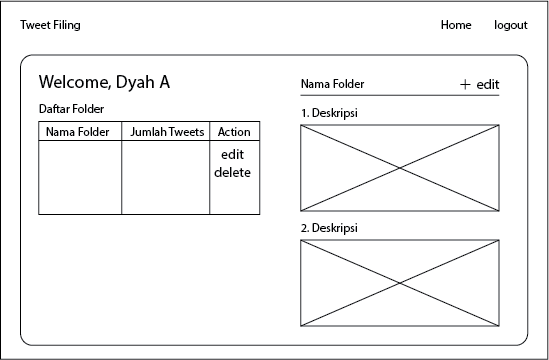 Tweet Filing
Home
logout
Welcome, Dyah A
Daftar Folder
Nama Folder
Jumlah Tweets
Action
edit
delete
Nama Folder
+ edit
1. Deskripsi
2. Deskripsi